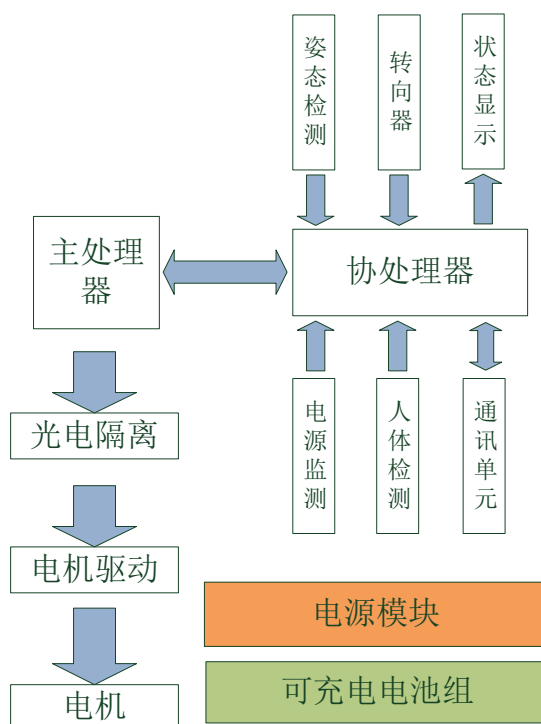 姿态检测
转向器
状态显示
主处理
器
协处理器
光电隔离
电源监测
人体检测
通讯单元
电机驱动
电源模块
可充电电池组
电机